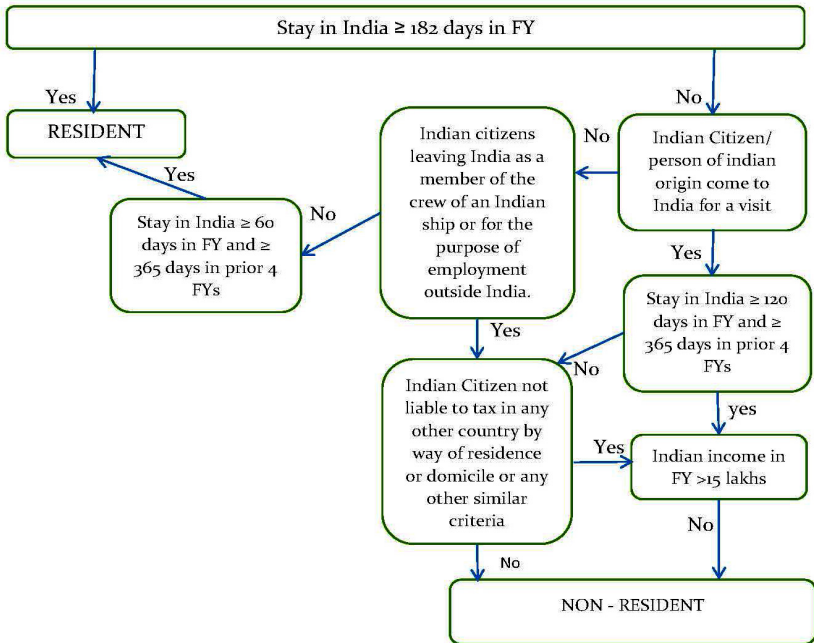 Stay in India ≥ 182 days in FY
Yes
No
RESIDENT
Indian citizens
leaving India as a
member of the
crew of an Indian
ship or for the
purpose of
employment
outside India.
No
Indian Citizen/
person of indian
origin come to
India for a visit
Yes
No
Stay in India ≥ 60
days in FY and ≥
365 days in prior 4
FYs
Yes
Stay in India ≥ 120
days in FY and ≥
365 days in prior 4
FYs
Yes
No
Indian Citizen not
liable to tax in any
other country by
way of residence
or domicile or any
other similar
criteria
yes
Yes
Indian income in
FY >15 lakhs
No
No
NON - RESIDENT